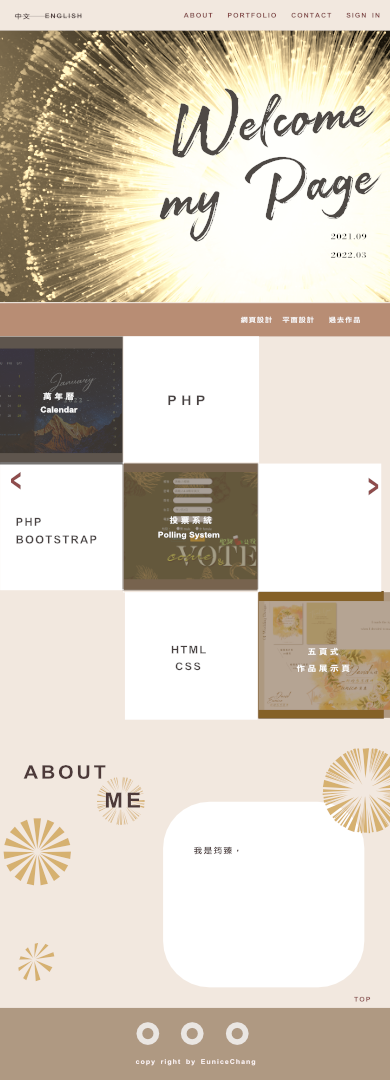 中文——ENGLISH
ABOUT PORTFOLIO CONTACT SIGN IN
Welcome
my Page
2021.09
2022.03
網頁設計 平面設計 過去作品
January
萬年曆
Calendar
PHP
PHP
BOOTSTRAP
投票系統
Polling System
VOTE
HTML
CSS
五頁式
作品展示頁
ABOUT
ME
我是筠臻，
TOP
copy right by EuniceChang